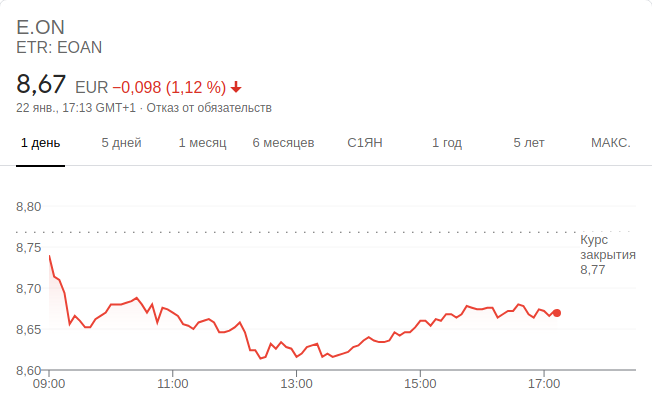 E.ON
ETR: EOAN
8,67 EUR −0,098 (1,12 %)
22 янв., 17:13 GMT+1 · Отказ от обязательств
1 день 5 дней 1 месяц 6 месяцев С1ЯН 1 год 5 лет МАКС.
8,80
Курс
8,75
закрытия
8,77
8,70
8,65
8,60
09:00 11:00 13:00 15:00 17:00